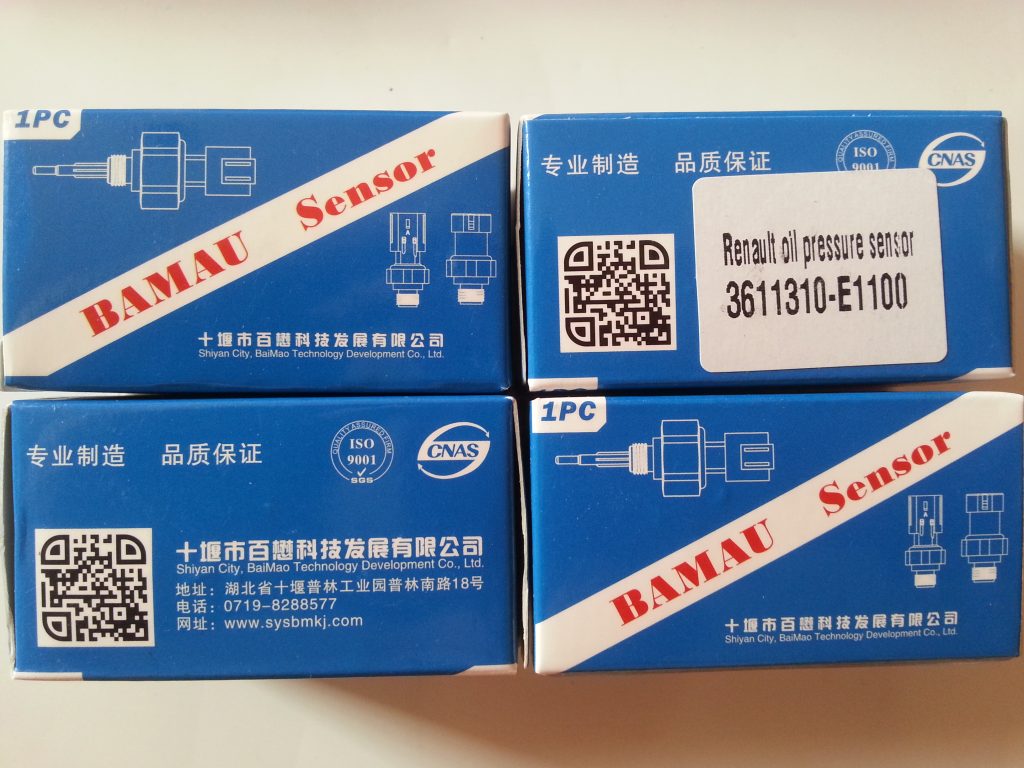 1PC
BAMAU Sensor
A
十堰市百懋科技发展有限公司
Shiyan City, BaiMao Technology Development Co., Ltd.
专业制造 品质保证
QUALITY ASSURED FIRM
ISO
9001
CNAS
Renault oil pressure sensor
3611310-E1100
专业制造 品质保证
QUALITY ASSURED FIRM
ISO
9001
SGS
CNAS
十堰市百懋科技发展有限公司
Shiyan City, BaiMao Technology Development Co., Ltd.
地址：湖北省十堰普林工业园普林南路18号
电话：0719-8288577
网址：www.sysbmkj.com
1PC
BAMAU Sensor
A
十堰市百懋科技发展有限公司
Shiyan City, BaiMao Technology Development Co., Ltd.